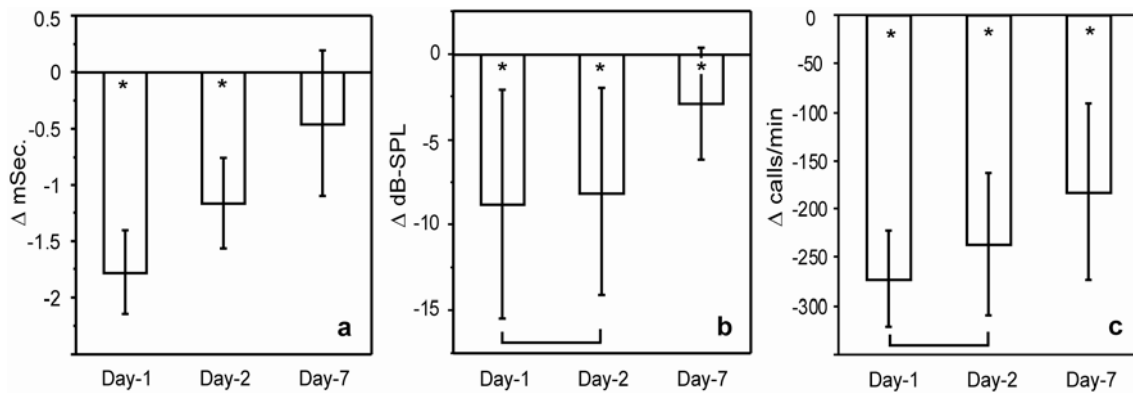 0.5
0
-0.5
-1
-1.5
-2
Δ mSec.
* *
a
Day-1 Day-2 Day-7
0
-5
-10
-15
Δ dB-SPL
* * *
b
Day-1 Day-2 Day-7
0
-50
-100
-150
-200
-250
-300
Δ calls/min
* * *
c
Day-1 Day-2 Day-7